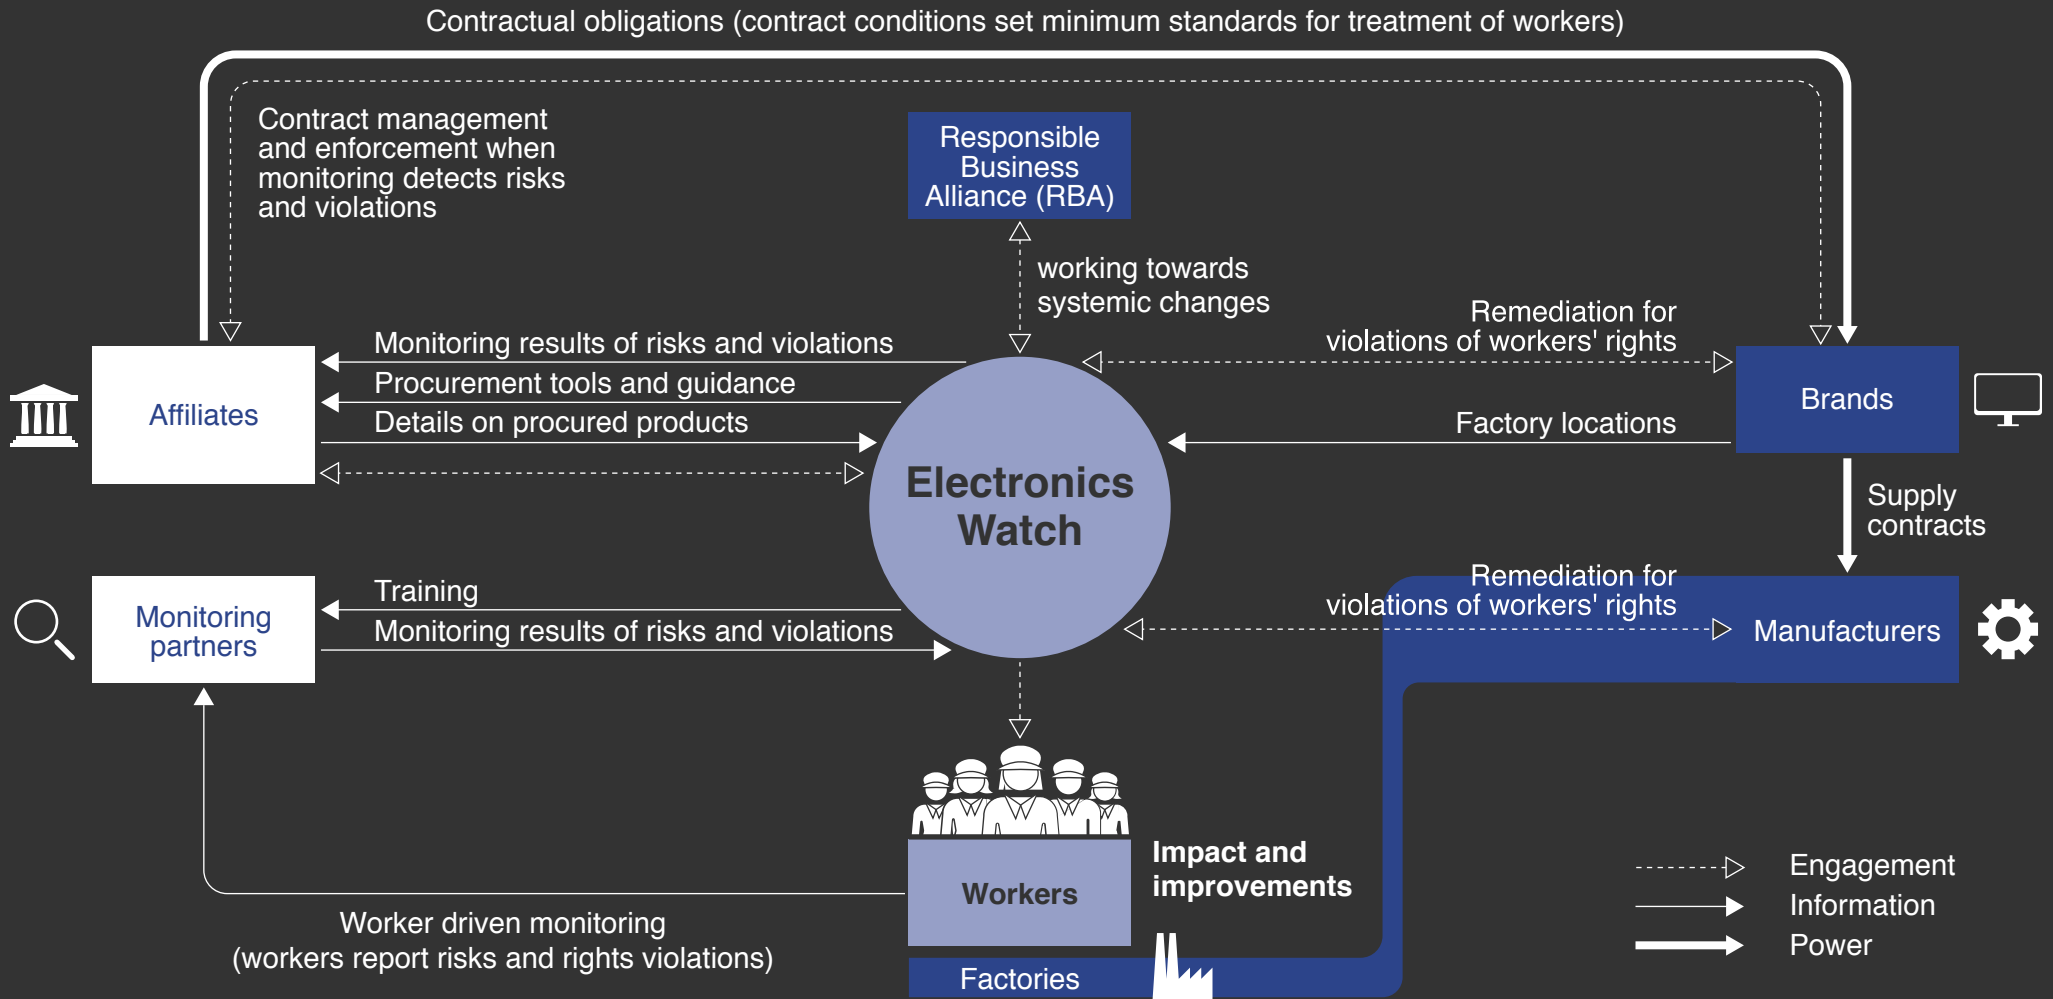 Contractual obligations (contract conditions set minimum standards for treatment of workers)
Contract management
and enforcement when
monitoring detects risks
and violations
Responsible
Business
Alliance (RBA)
working towards
systemic changes
Remediation for
violations of workers' rights
Monitoring results of risks and violations
Procurement tools and guidance
Details on procured products
Affiliates
Brands
Factory locations
Electronics
Watch
Supply
contracts
Training
Monitoring results of risks and violations
Monitoring
partners
Remediation for
violations of workers' rights
Manufacturers
Impact and
improvements
Workers
Worker driven monitoring
(workers report risks and rights violations)
Factories
Engagement
Information
Power